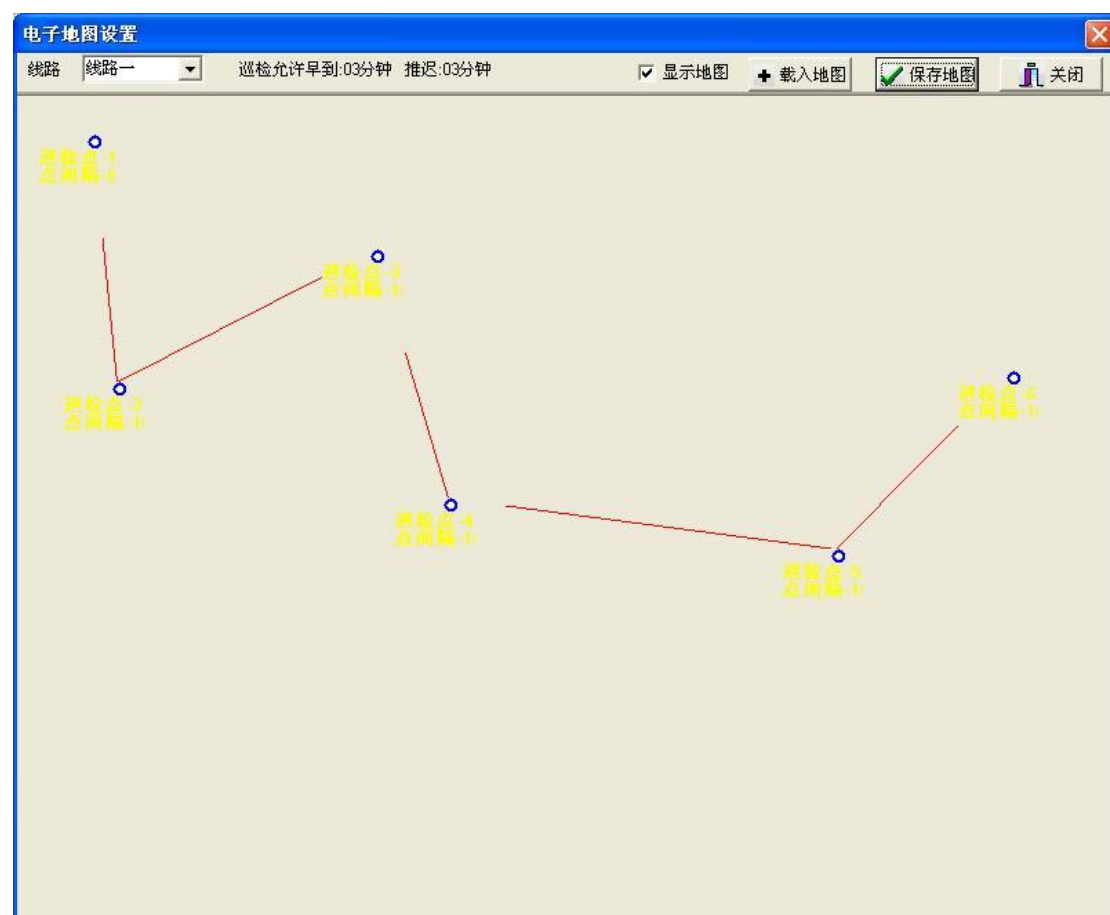 电子地图设置
线路 线路一 巡检允许早到:03分钟 推迟:03分钟 显示地图 载入地图 保存地图 关闭
巡检点-1
点间隔-
巡检点-3
点间隔-1
巡检点-2
点间隔-1
巡检点-6
点间隔-1
巡检点-4
点间隔-1
巡检点-5
点间隔-1